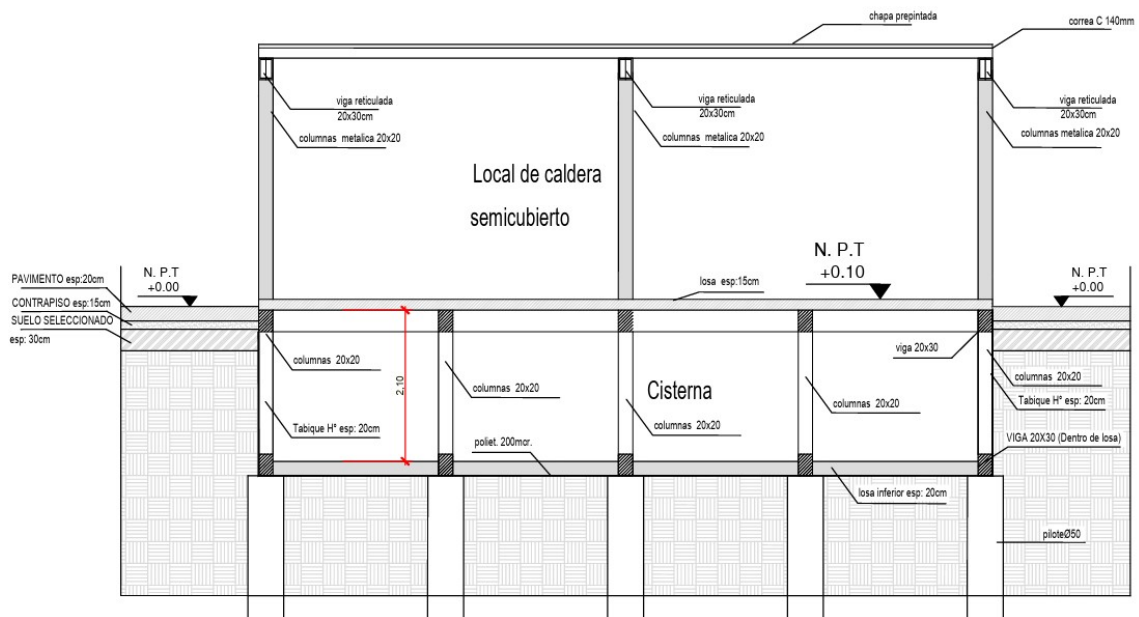 chapa prepintada
correa C 140mm
viga reticulada
20x30cm
columnas metalica 20x20
viga reticulada
20x30cm
columnas metalica 20x20
viga reticulada
20x30cm
columnas metalica 20x20
Local de caldera
semicubierto
PAVIMENTO esp:20cm
CONTRAPISO esp:15cm
SUELO SELECCIONADO
esp: 30cm
N. P.T
+0.00
losa esp:15cm
N. P.T
+0.10
N. P.T
+0.00
columnas 20x20
2,10
columnas 20x20
Cisterna
viga 20x30
columnas 20x20
columnas 20x20
Tabique H° esp: 20cm
columnas 20x20
Tabique H° esp: 20cm
poliet. 200mcr.
VIGA 20X30 (Dentro de losa)
losa inferior esp: 20cm
piloteØ50